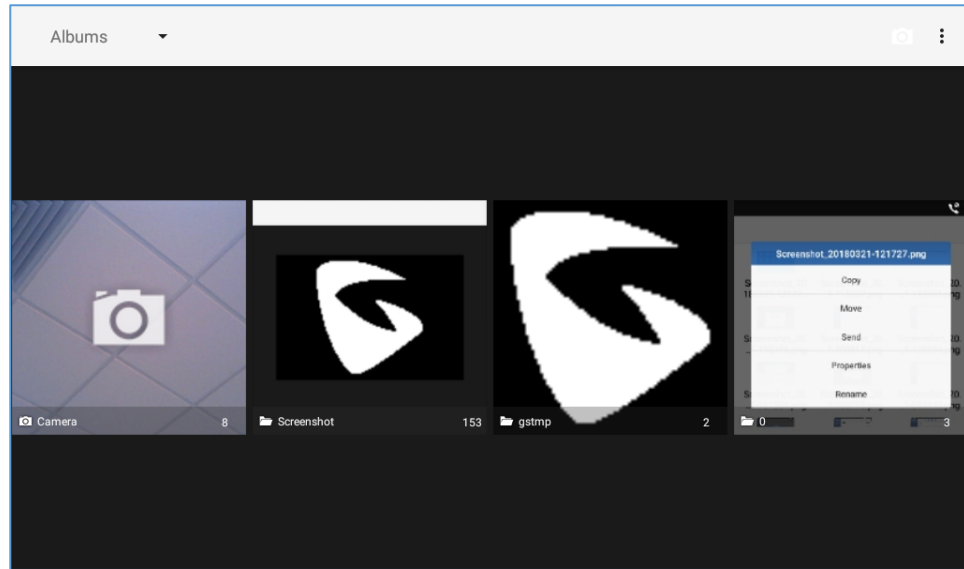 Albums
Screenshot_20180321-121727.png
Copy
Move
Send
Properties
Rename
Camera 8
Screenshot 153
gstmp 2
0 3